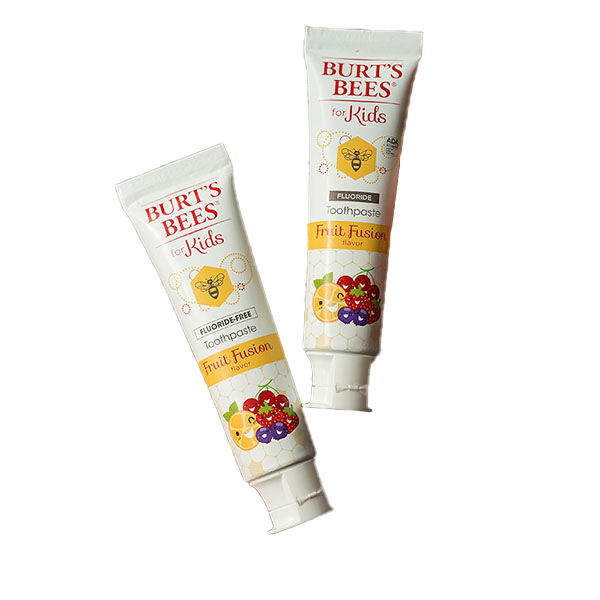 BURT'S
BEES®
for Kids
ADA
FLUORIDE
Toothpaste
Fruit Fusion
flavor
BURT'S
BEES®
for Kids
FLUORIDE-FREE
Toothpaste
Fruit Fusion
flavor